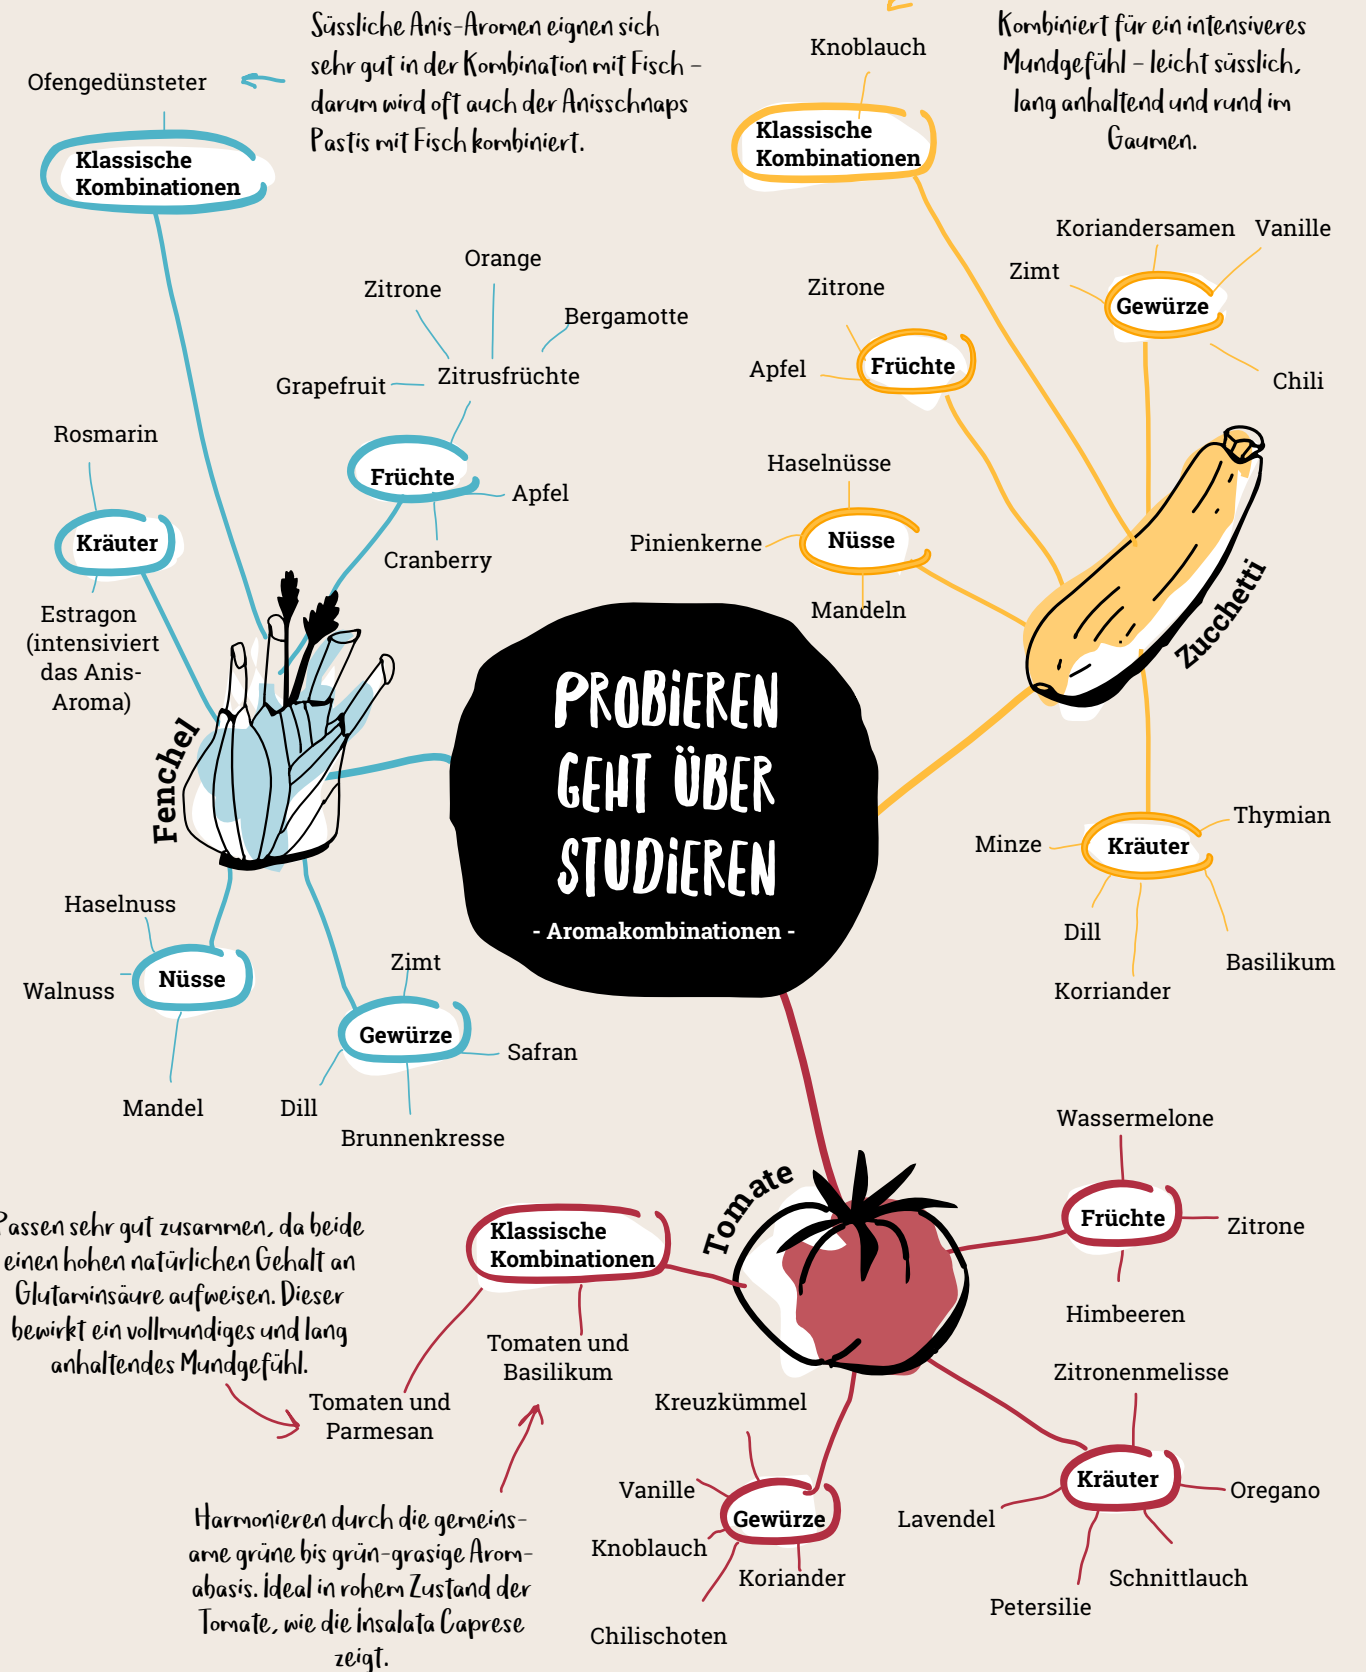 Süssliche Anis-Aromen eignen sich
sehr gut in der Kombination mit Fisch –
darum wird oft auch der Anisschnaps
Pastis mit Fisch kombiniert.
Ofengedünsteter
Klassische
Kombinationen
Orange
Zitrone
Bergamotte
Grapefruit
Zitrusfrüchte
Früchte
Apfel
Cranberry
Rosmarin
Kräuter
Estragon
(intensiviert
das Anis-
Aroma)
Fenchel
Haselnuss
Walnuss
Nüsse
Mandel
Zimt
Gewürze
Safran
Dill
Brunnenkresse
Knoblauch
Klassische
Kombinationen
Kombiniert für ein intensiveres
Mundgefühl – leicht süsslich,
lang anhaltend und rund im
Gaumen.
Koriandersamen
Vanille
Zimt
Gewürze
Chili
Zitrone
Apfel
Früchte
Haselnüsse
Pinienkerne
Nüsse
Mandeln
Zucchetti
Thymian
Minze
Kräuter
Dill
Basilikum
Korriander
PROBIEREN
GEHT ÜBER
STUDIEREN
- Aromakombinationen -
Tomate
Wassermelone
Früchte
Zitrone
Himbeeren
Klassische
Kombinationen
Tomaten und
Basilikum
Tomaten und
Parmesan
Passen sehr gut zusammen, da beide
einen hohen natürlichen Gehalt an
Glutaminsäure aufweisen. Dieser
bewirkt ein vollmundiges und lang
anhaltendes Mundgefühl.
Harmonieren durch die gemeins-
ame grüne bis grün-grasige Arom-
abasis. Ideal in rohem Zustand der
Tomate, wie die Insalata Caprese
zeigt.
Kreuzkümmel
Vanille
Gewürze
Knoblauch
Koriander
Chilischoten
Zitronenmelisse
Kräuter
Oregano
Lavendel
Schnittlauch
Petersilie